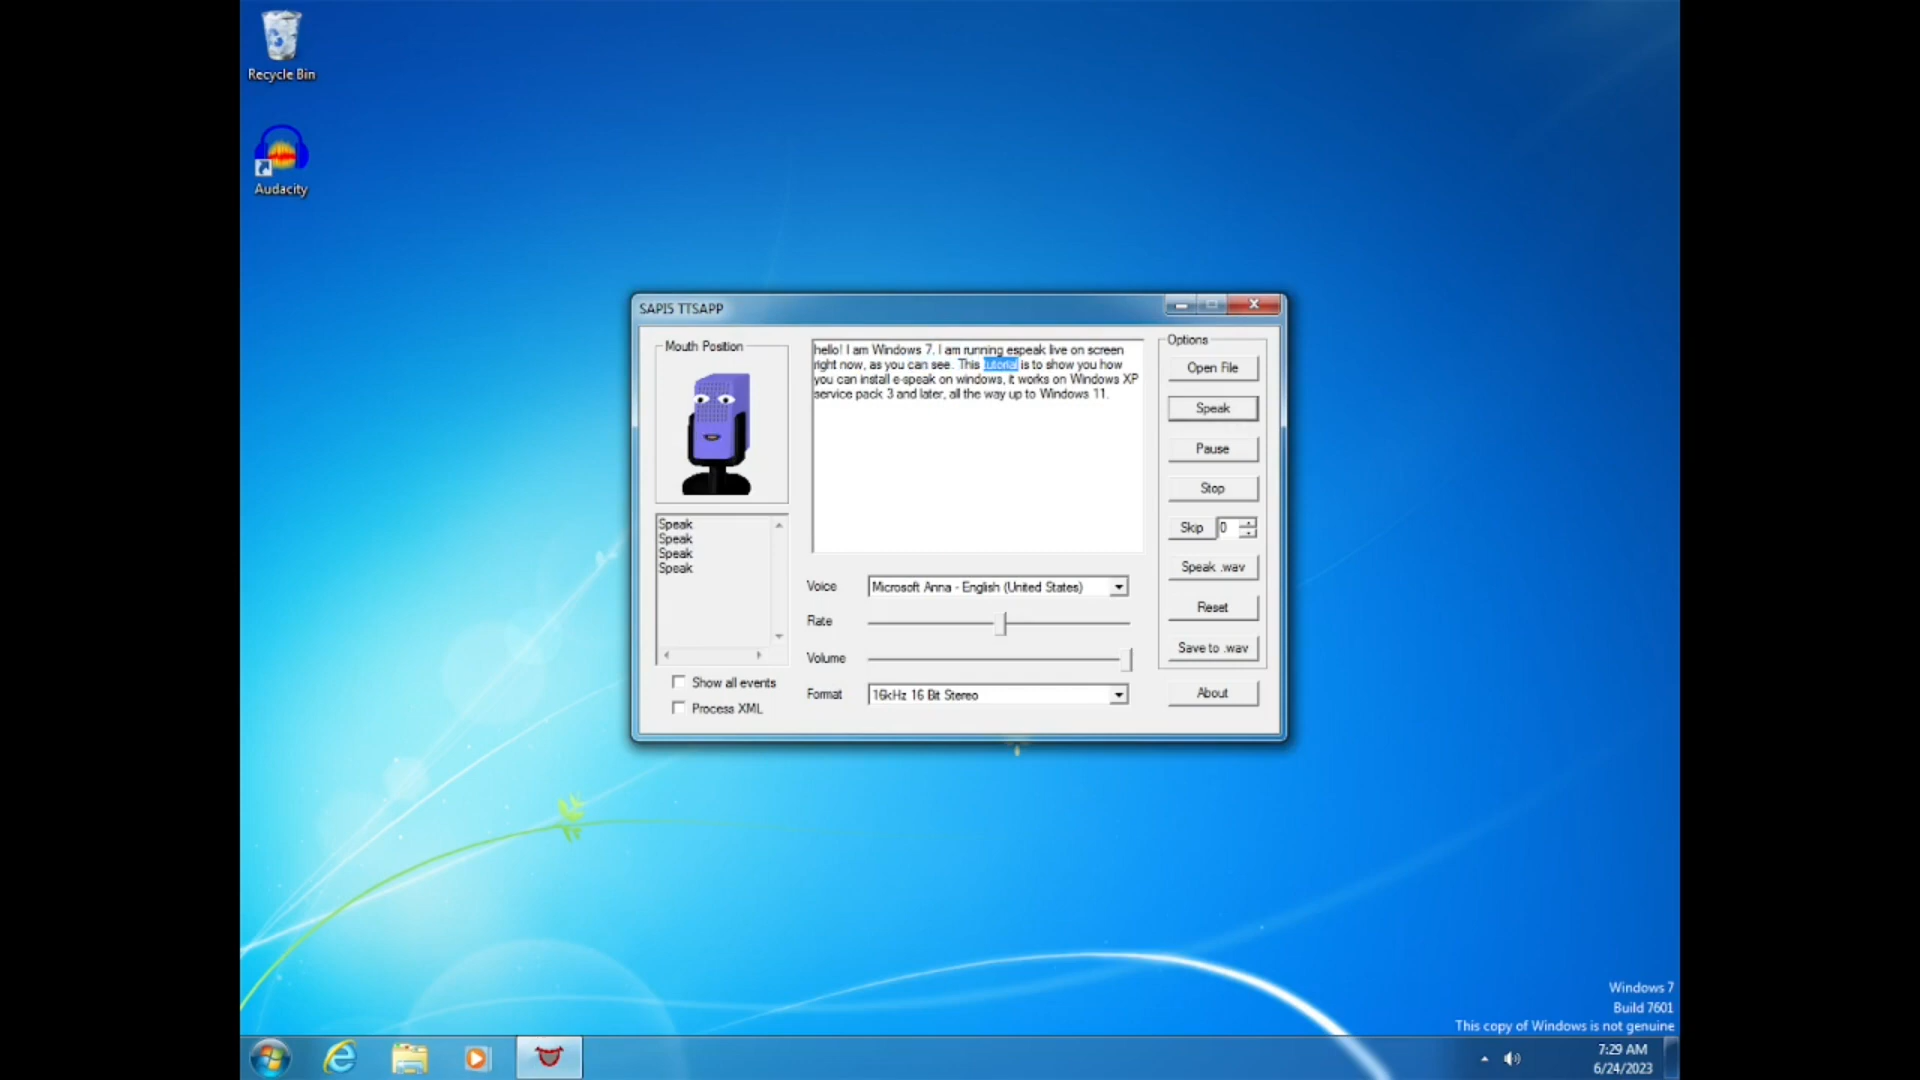 Recycle Bin
Audacity
SAPI5 TTSAPP
Mouth Position
hello! I am Windows 7. I am running espeak live on screen
right now, as you can see. This tutorial is to show you how
you can install e-speak on windows, it works on Windows XP
service pack 3 and later, all the way up to Windows 11.
Options
Open File
Speak
Pause
Stop
Skip 0
Speak .wav
Reset
Save to .wav
About
Speak
Speak
Speak
Speak
Show all events
Process XML
Voice Microsoft Anna - English (United States)
Rate
Volume
Format 16kHz 16 Bit Stereo
Windows 7
Build 7601
This copy of Windows is not genuine
7:29 AM
6/24/2023